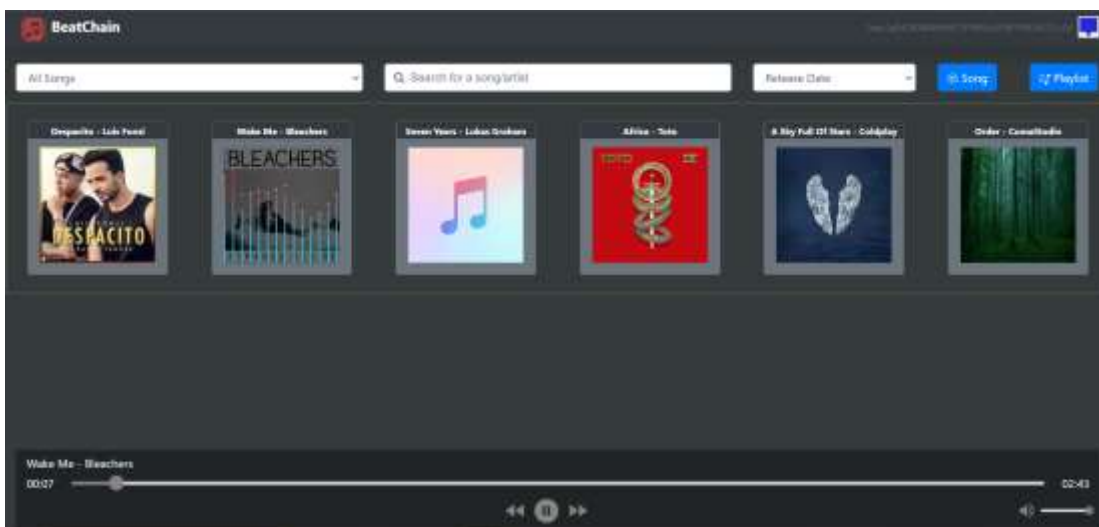 BeatChain
All Songs
Search for a song/artist
Release Date
Song
Playlist
Despacito - Luis Fonsi
Wake Me - Bleachers
Seven Years - Lukas Graham
Africa - Toto
A Sky Full Of Stars - Coldplay
Order - ComaStudio
BLEACHERS
TOTO
DESPACITO
Wake Me - Bleachers
00:07
02:43